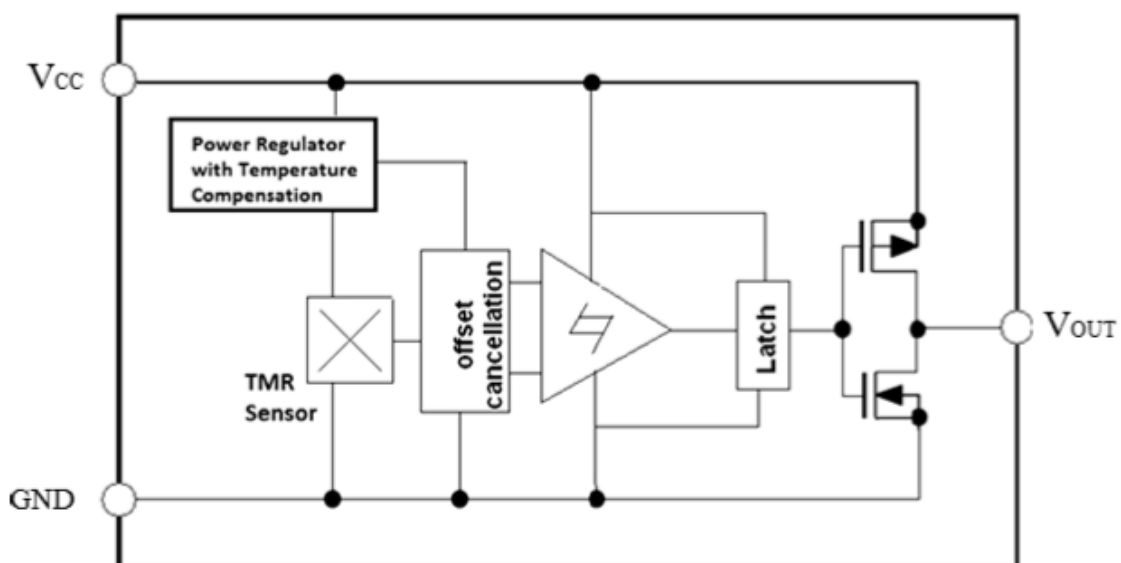 VCC
Power Regulator
with Temperature
Compensation
offset
cancellation
Latch
VOUT
TMR
Sensor
GND